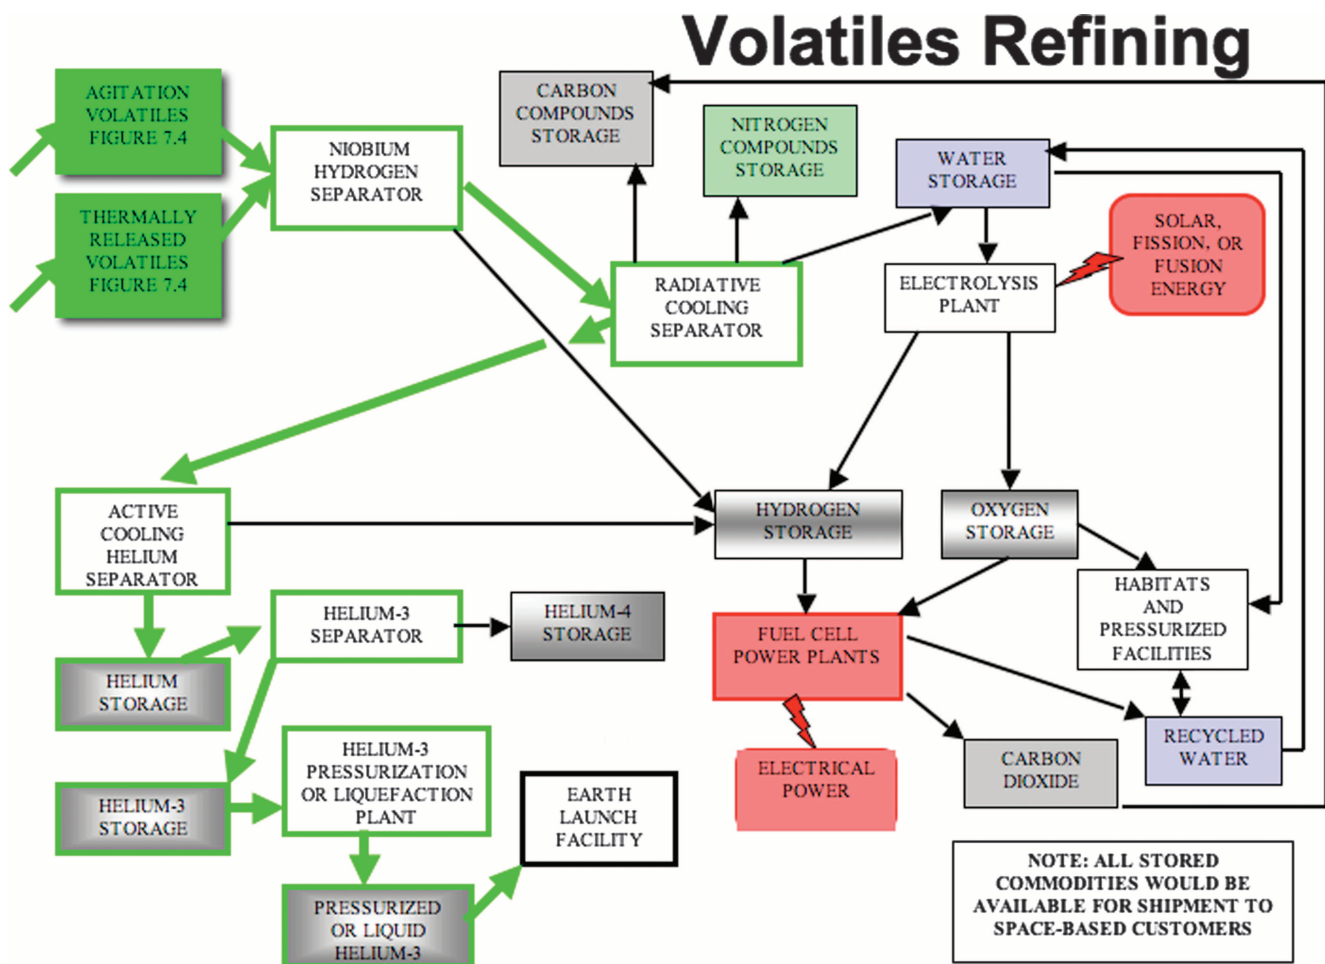 Volatiles Refining
AGITATION
VOLATILES
FIGURE 7.4
THERMALLY
RELEASED
VOLATILES
FIGURE 7.4
NIOBIUM
HYDROGEN
SEPARATOR
CARBON
COMPOUNDS
STORAGE
NITROGEN
COMPOUNDS
STORAGE
WATER
STORAGE
SOLAR,
FISSION, OR
FUSION
ENERGY
RADIATIVE
COOLING
SEPARATOR
ELECTROLYSIS
PLANT
ACTIVE
COOLING
HELIUM
SEPARATOR
HYDROGEN
STORAGE
OXYGEN
STORAGE
HABITATS
AND
PRESSURIZED
FACILITIES
HELIUM-3
SEPARATOR
HELIUM-4
STORAGE
FUEL CELL
POWER PLANTS
HELIUM
STORAGE
HELIUM-3
PRESSURIZATION
OR LIQUEFACTION
PLANT
RECYCLED
WATER
CARBON
DIOXIDE
ELECTRICAL
POWER
HELIUM-3
STORAGE
EARTH
LAUNCH
FACILITY
PRESSURIZED
OR LIQUID
HELIUM-3
NOTE: ALL STORED
COMMODITIES WOULD BE
AVAILABLE FOR SHIPMENT TO
SPACE-BASED CUSTOMERS